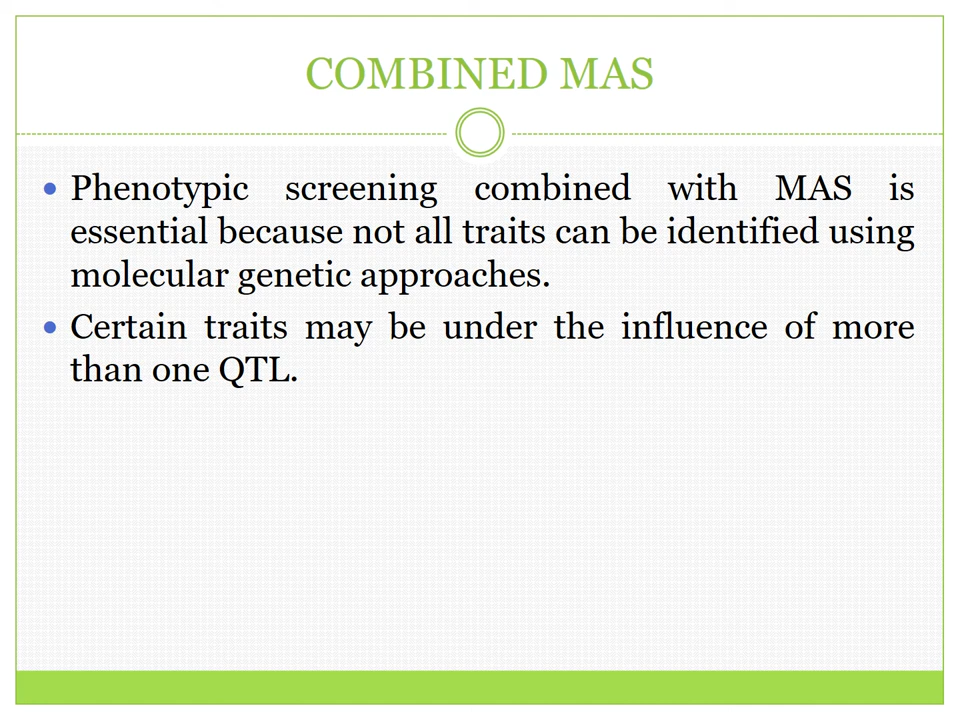 COMBINED MAS
• Phenotypic screening combined with MAS is
essential because not all traits can be identified using
molecular genetic approaches.
• Certain traits may be under the influence of more
than one QTL.